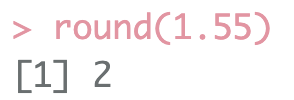 > round(1.55)
[1] 2